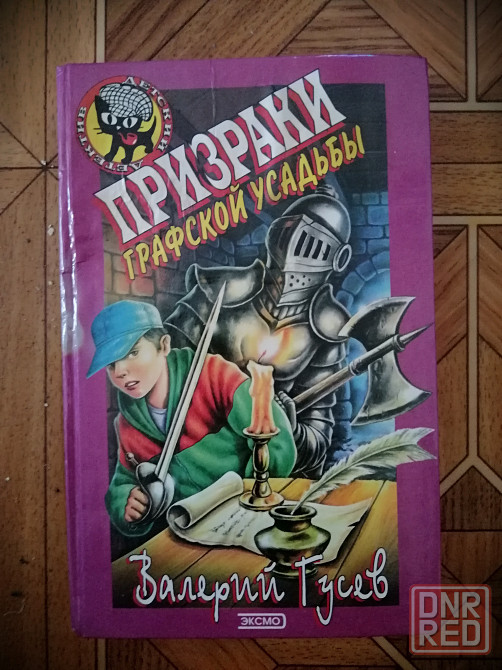 ДЕТСКИЙ ДЕТЕКТИВ
ПРИЗРАКИ
ГРАФСКОЙ УСАДЬБЫ
Валерий Гусев
ЭКСМО
DNR
RED